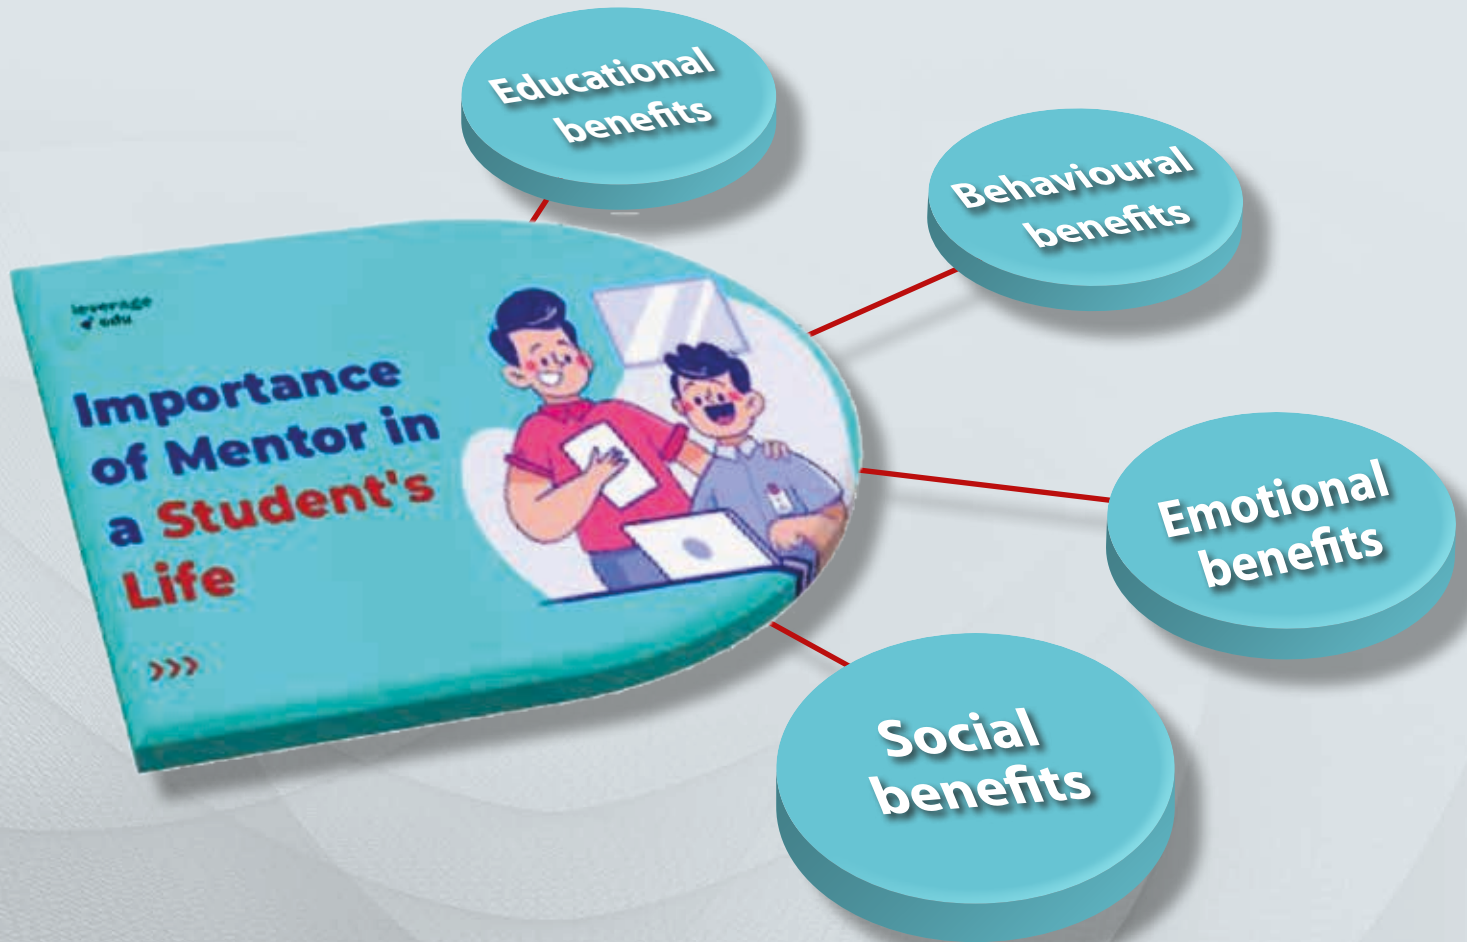 Educational
benefits
Behavioural
benefits
leverage
edu
Importance
of Mentor in
a Student's
Life
>>>
Emotional
benefits
Social
benefits